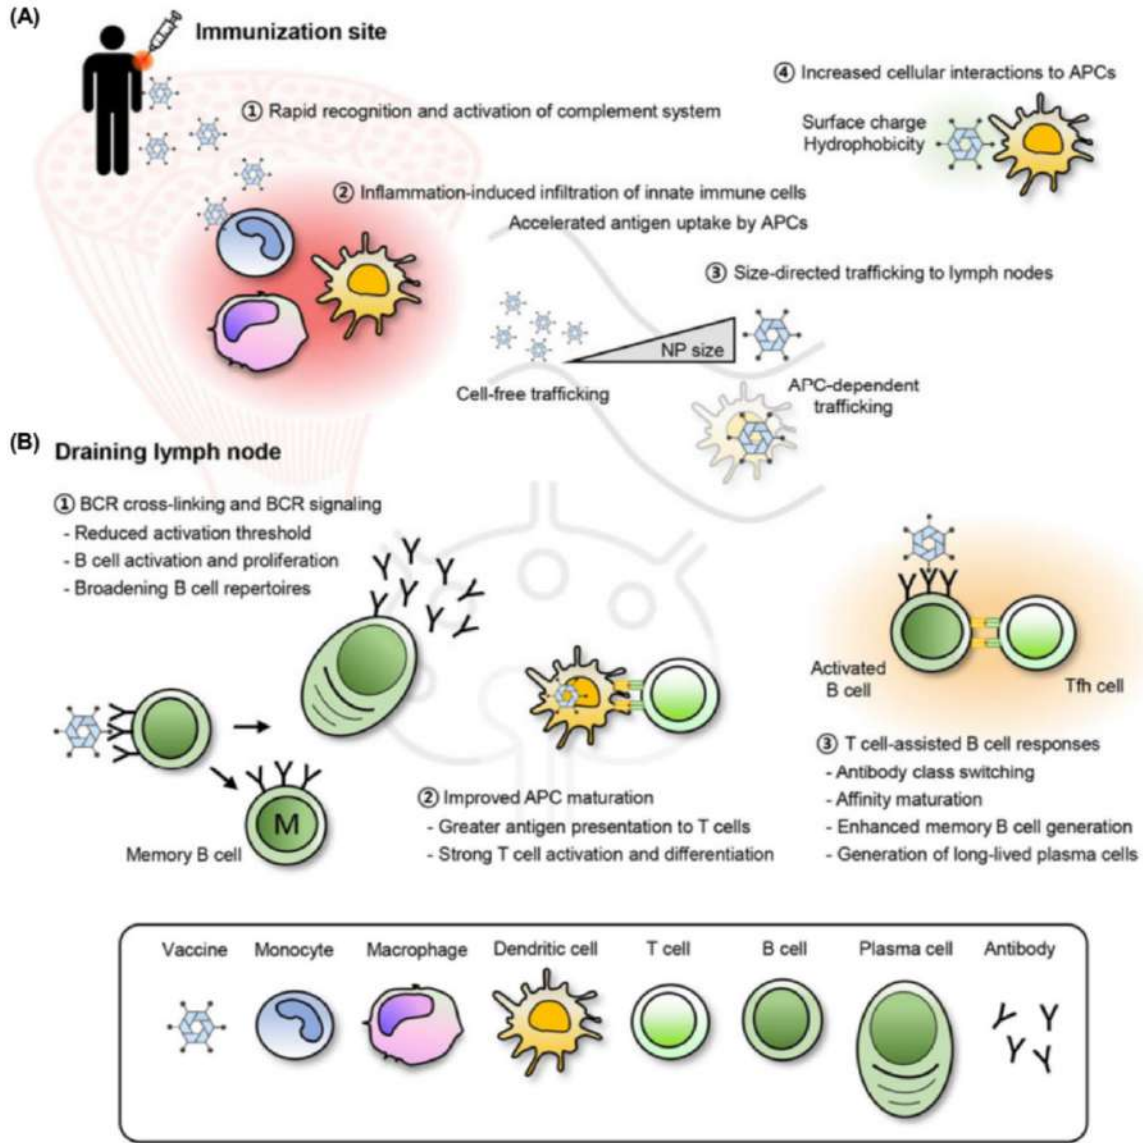 (A)
Immunization site
① Rapid recognition and activation of complement system
② Inflammation-induced infiltration of innate immune cells
Accelerated antigen uptake by APCs
③ Size-directed trafficking to lymph nodes
④ Increased cellular interactions to APCs
Surface charge
Hydrophobicity
NP size
Cell-free trafficking
APC-dependent
trafficking
(B)
Draining lymph node
① BCR cross-linking and BCR signaling
- Reduced activation threshold
- B cell activation and proliferation
- Broadening B cell repertoires
M
Memory B cell
② Improved APC maturation
- Greater antigen presentation to T cells
- Strong T cell activation and differentiation
Activated
B cell
Tfh cell
③ T cell-assisted B cell responses
- Antibody class switching
- Affinity maturation
- Enhanced memory B cell generation
- Generation of long-lived plasma cells
Vaccine
Monocyte
Macrophage
Dendritic cell
T cell
B cell
Plasma cell
Antibody